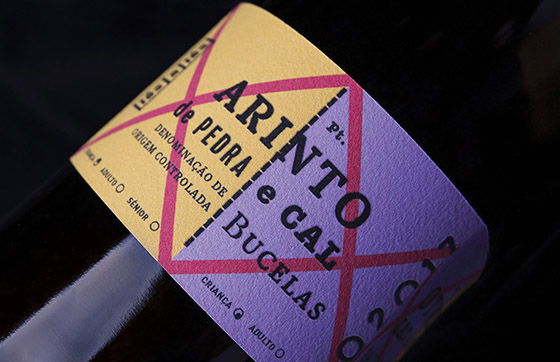 ARINTO
de PEDRA e CAL
DENOMINAÇÃO DE
ORIGEM CONTROLADA
BUCELAS
Pt.
ADULTO
SÉNIOR
CRIANÇA
ADULTO